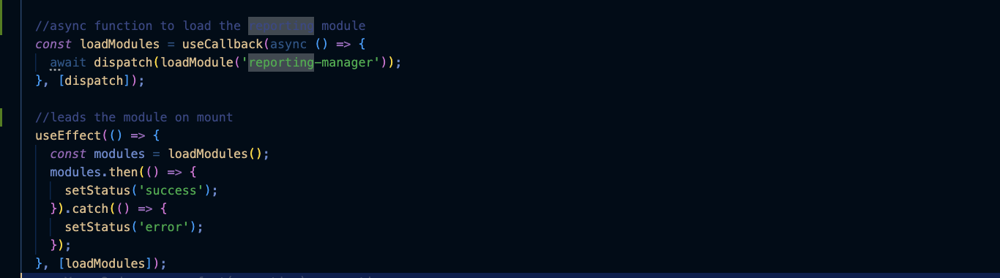 //async function to load the reporting module
const loadModules = useCallback(async () => {
await dispatch(loadModule('reporting-manager'));
}, [dispatch]);
//leads the module on mount
useEffect(() => {
const modules = loadModules();
modules.then(() => {
setStatus('success');
}).catch(() => {
setStatus('error');
});
}, [loadModules]);